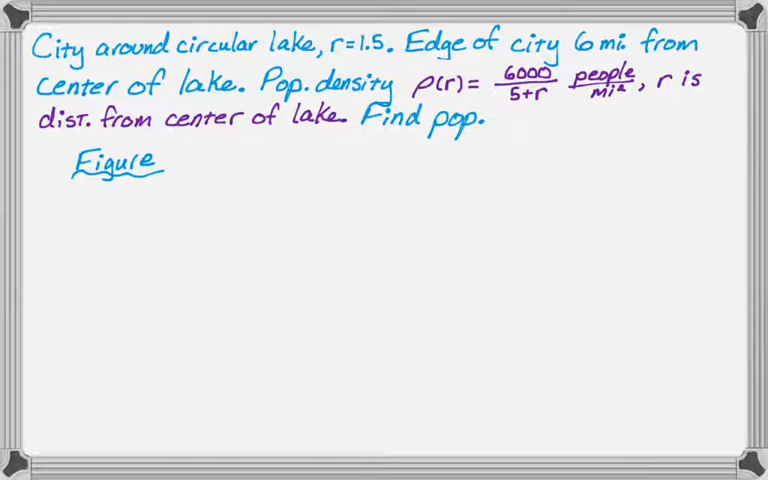 City around circular lake, r=1.5. Edge of city 6 mi. from
center of lake. Pop. density ρ(r)= 6000/5+r people/mi², r is
dist. from center of lake. Find pop.
Figure